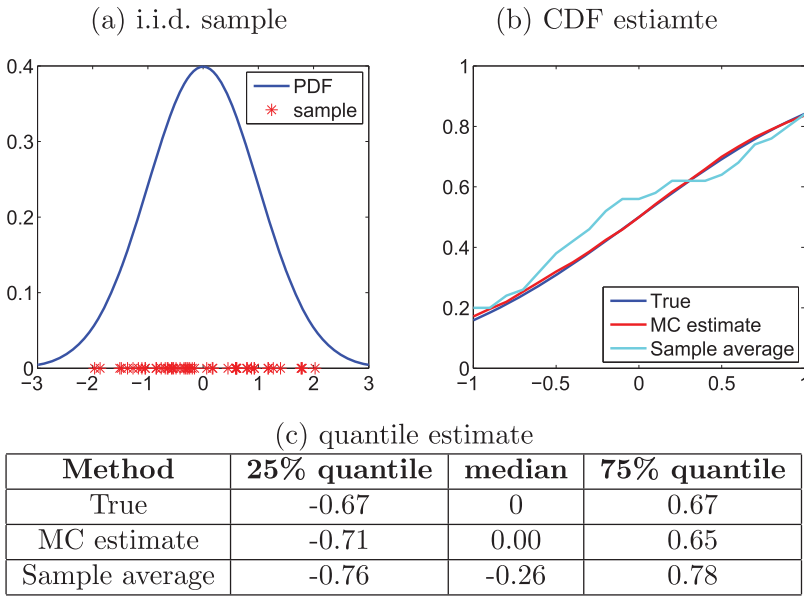 (a) i.i.d. sample
0.4
0.3
0.2
0.1
0
−3 −2 −1 0 1 2 3
PDF
sample
(b) CDF estiamte
1
0.8
0.6
0.4
0.2
0
−1 −0.5 0 0.5 1
True
MC estimate
Sample average
(c) quantile estimate
Method 25% quantile median 75% quantile
True -0.67 0 0.67
MC estimate -0.71 0.00 0.65
Sample average -0.76 -0.26 0.78